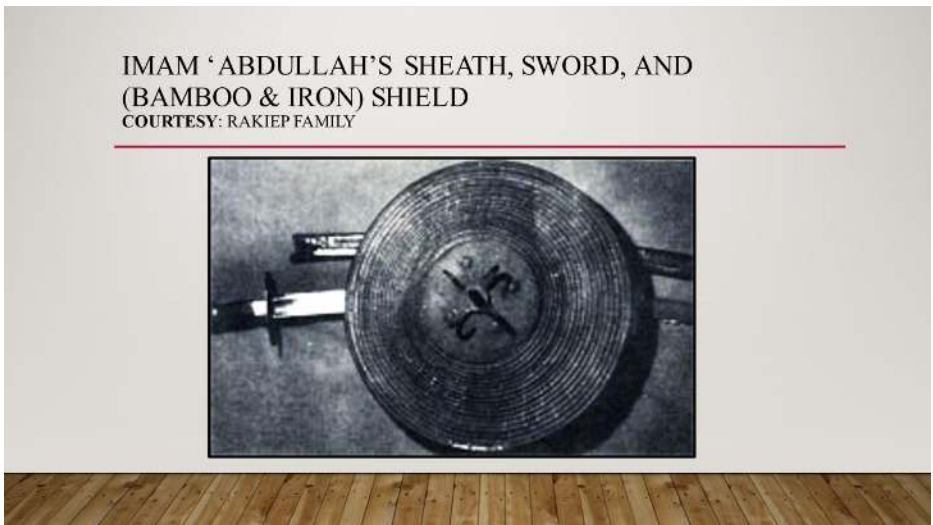 IMAM ‘ABDULLAH’S SHEATH, SWORD, AND
(BAMBOO & IRON) SHIELD
COURTESY: RAKIEP FAMILY